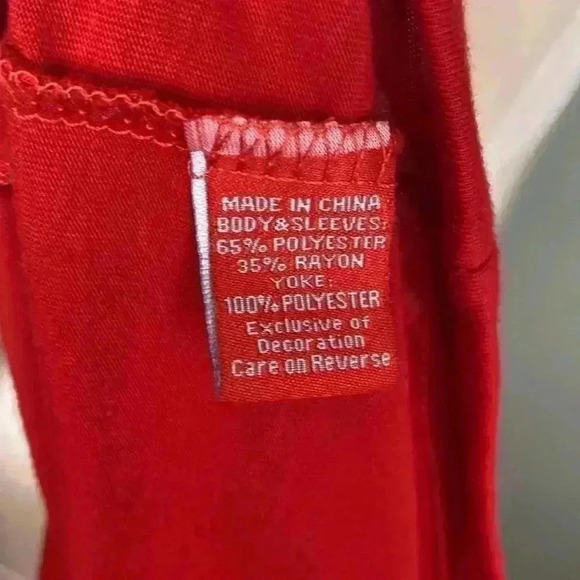 MADE IN CHINA
BODY&SLEEVES:
65% POLYESTER
35% RAYON
YOKE:
100% POLYESTER
Exclusive of
Decoration
Care on Reverse